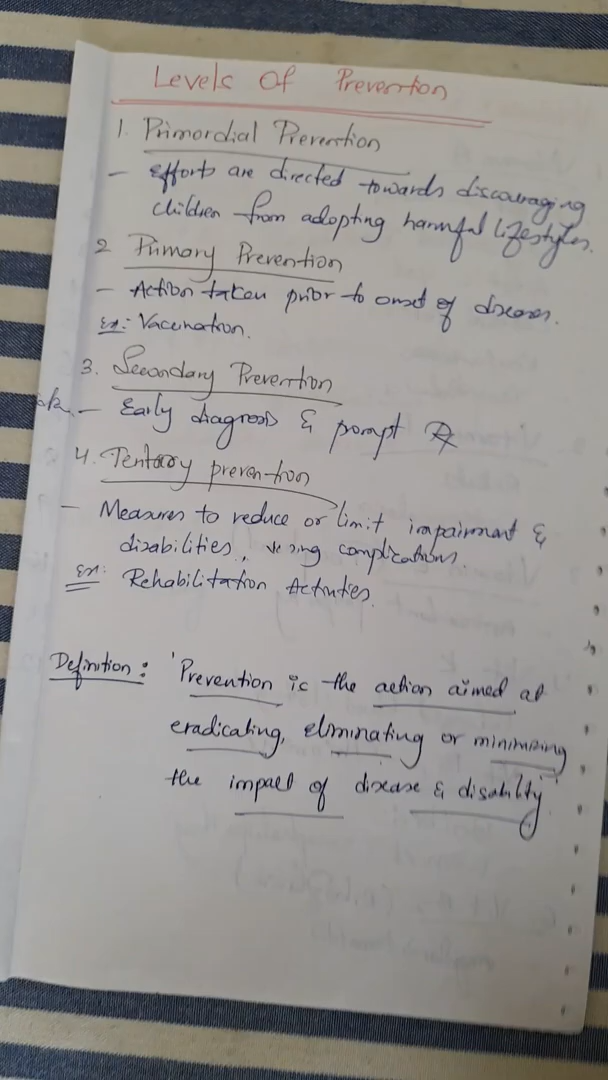 Levels Of Prevention
1. Primordial Prevention
- Efforts are directed towards discouraging
children from adopting harmful lifestyles.
2 Primary Prevention
- Action taken prior to onset of disease.
Ex:- Vaccination.
3. Secondary Prevention
- Early diagnosis & prompt
4. Tertiary prevention
- Measures to reduce or limit impairment &
disabilities, complications.
Ex: Rehabilitation Activities.
Definition: 'Prevention is the action aimed at
eradicating, eliminating or minimizing
the impact of disease & disability'